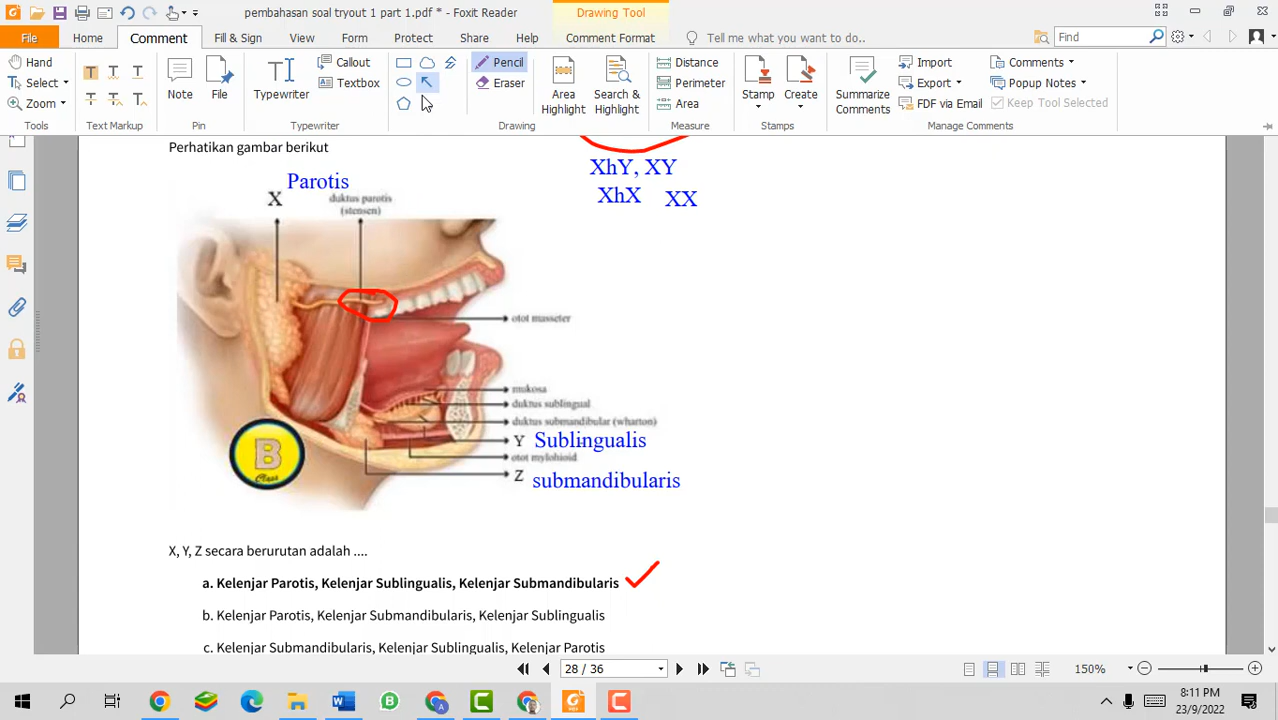 pembahasan soal tryout 1 part 1.pdf * - Foxit Reader
Drawing Tool
File
Home
Comment
Fill & Sign
View
Form
Protect
Share
Help
Comment Format
Tell me what you want to do..
Find
Hand
Select
Zoom
Tools
T T T
T T T
Text Markup
Note
File
Pin
Typewriter
Callout
Textbox
Typewriter
Pencil
Eraser
Area Highlight
Search & Highlight
Drawing
Distance
Perimeter
Area
Measure
Stamp
Create
Stamps
Summarize Comments
Import
Export
FDF via Email
Comments
Popup Notes
Keep Tool Selected
Manage Comments
Perhatikan gambar berikut
XhY, XY
XhX XX
Parotis
X
duktus parotis
(stensen)
otot masseter
mukosa
duktus sublingual
duktus submandibular (wharton)
Y Sublingualis
otot mylohioid
Z submandibularis
B
Class
X, Y, Z secara berurutan adalah ....
a. Kelenjar Parotis, Kelenjar Sublingualis, Kelenjar Submandibularis
b. Kelenjar Parotis, Kelenjar Submandibularis, Kelenjar Sublingualis
c. Kelenjar Submandibularis, Kelenjar Sublingualis, Kelenjar Parotis
28 / 36
150%
8:11 PM
23/9/2022